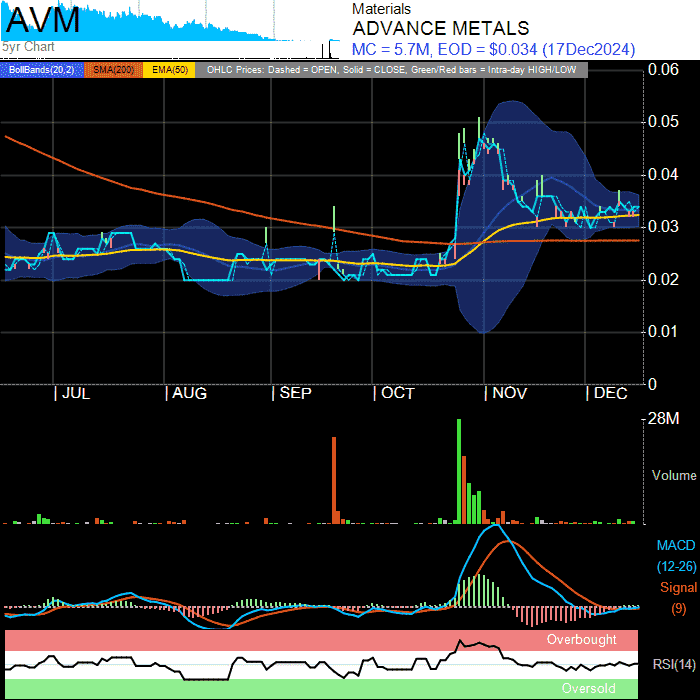 AVM
5yr Chart
Materials
ADVANCE METALS
MC = 5.7M, EOD = $0.034 (17Dec2024)
BollBands(20,2) SMA(200) EMA(50) OHLC Prices: Dashed = OPEN, Solid = CLOSE, Green/Red bars = Intra-day HIGH/LOW
0.06
0.05
0.04
0.03
0.02
0.01
0
| JUL | AUG | SEP | OCT | NOV | DEC
28M
Volume
MACD
(12-26)
Signal
(9)
Overbought
RSI(14)
Oversold